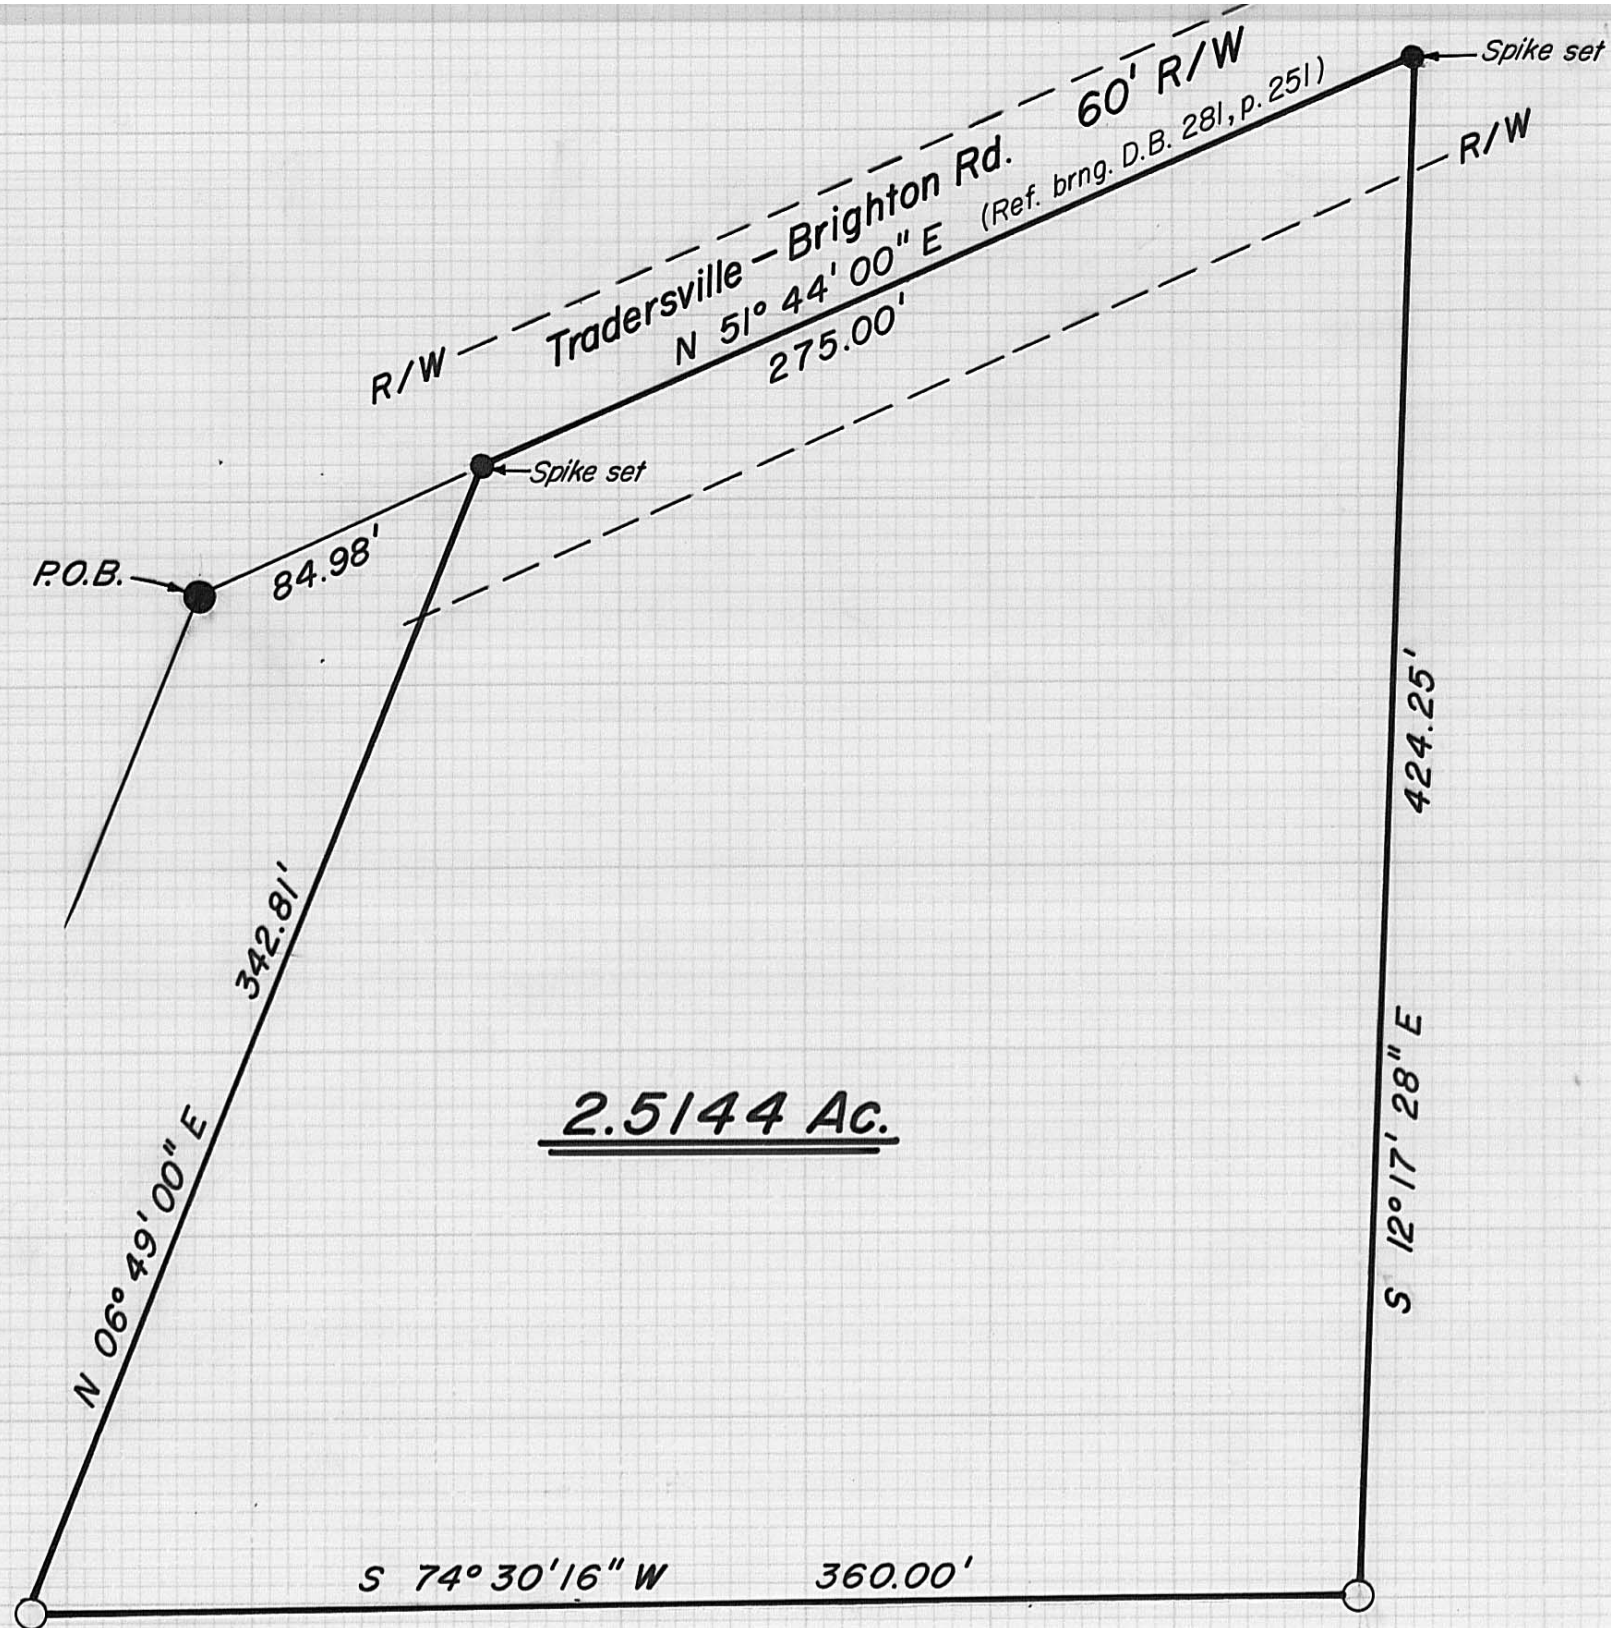 Spike set
60' R/W
R/W
Tradersville – Brighton Rd.
(Ref. brng. D.B. 281, p. 251)
N 51° 44' 00" E
275.00'
R/W
Spike set
P.O.B.
84.98'
424.25'
342.81'
S 12° 17' 28" E
2.5144 Ac.
N 06° 49' 00" E
S 74° 30' 16" W 360.00'